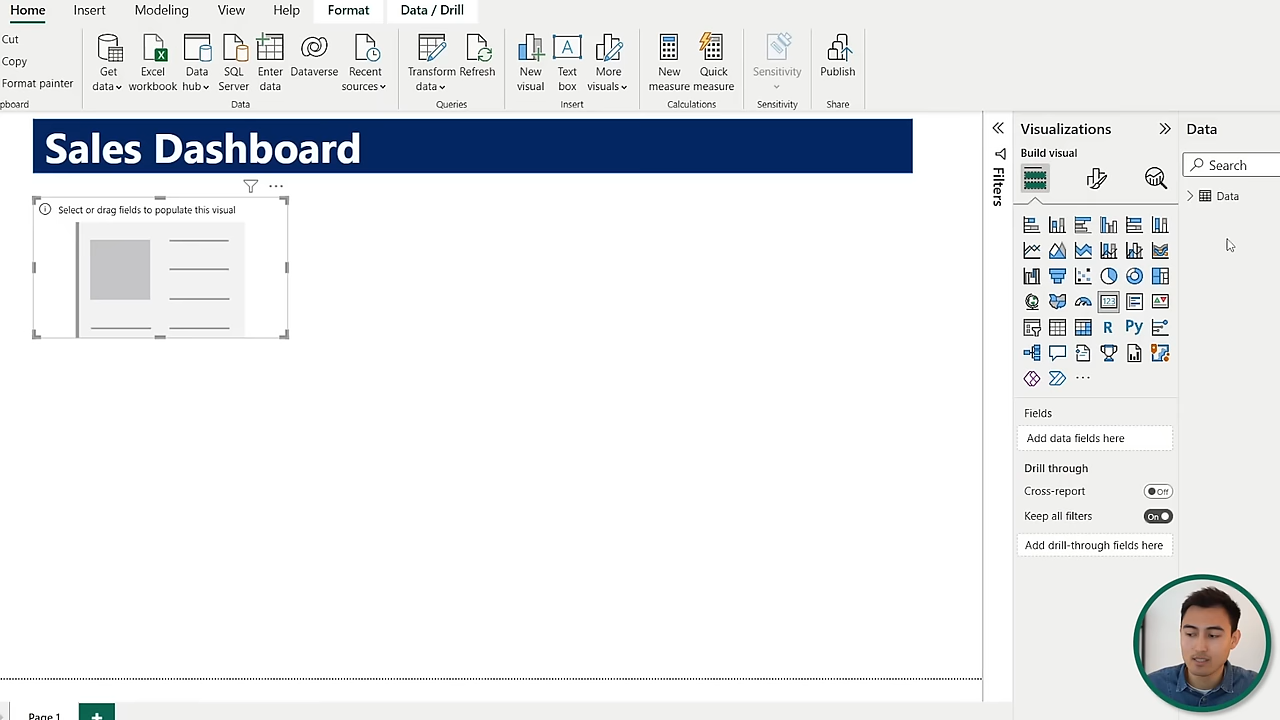 Home Insert Modeling View Help Format Data / Drill
Cut
Copy
Format painter
pboard
Get data
Excel workbook
Data hub
SQL Server
Enter data
Dataverse
Recent sources
Data
Transform data
Refresh
Queries
New visual
Text box
More visuals
Insert
New measure
Quick measure
Calculations
Sensitivity
Sensitivity
Publish
Share
Sales Dashboard
Select or drag fields to populate this visual
Filters
Visualizations
Build visual
123
R
Py
Fields
Add data fields here
Drill through
Cross-report
Off
Keep all filters
On
Add drill-through fields here
Data
Search
Data
Page 1